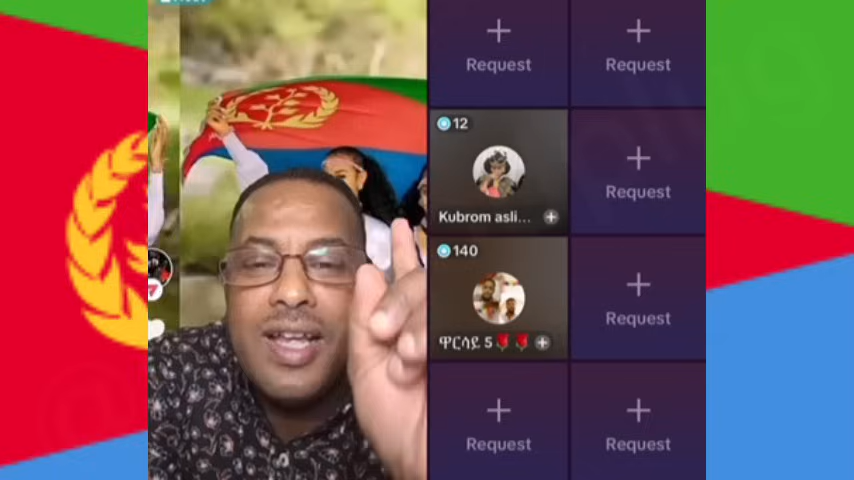 Request
Request
12
Kubrom asli...
Request
140
ዋርሳይ 5
Request
Request
Request